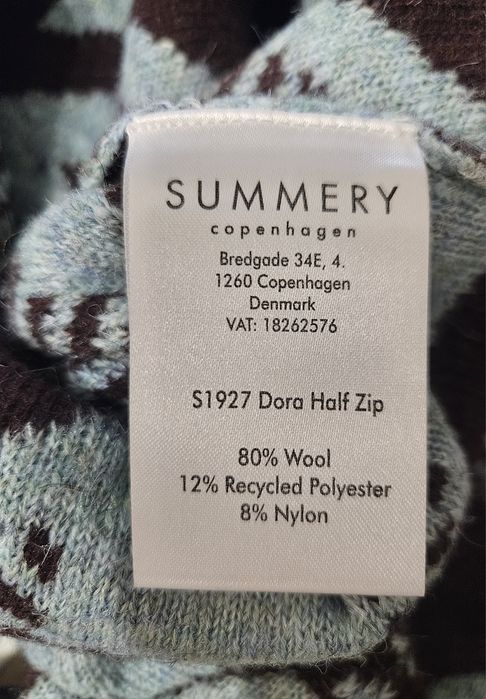 SUMMERY
copenhagen
Bredgade 34E, 4.
1260 Copenhagen
Denmark
VAT: 18262576
S1927 Dora Half Zip
80% Wool
12% Recycled Polyester
8% Nylon